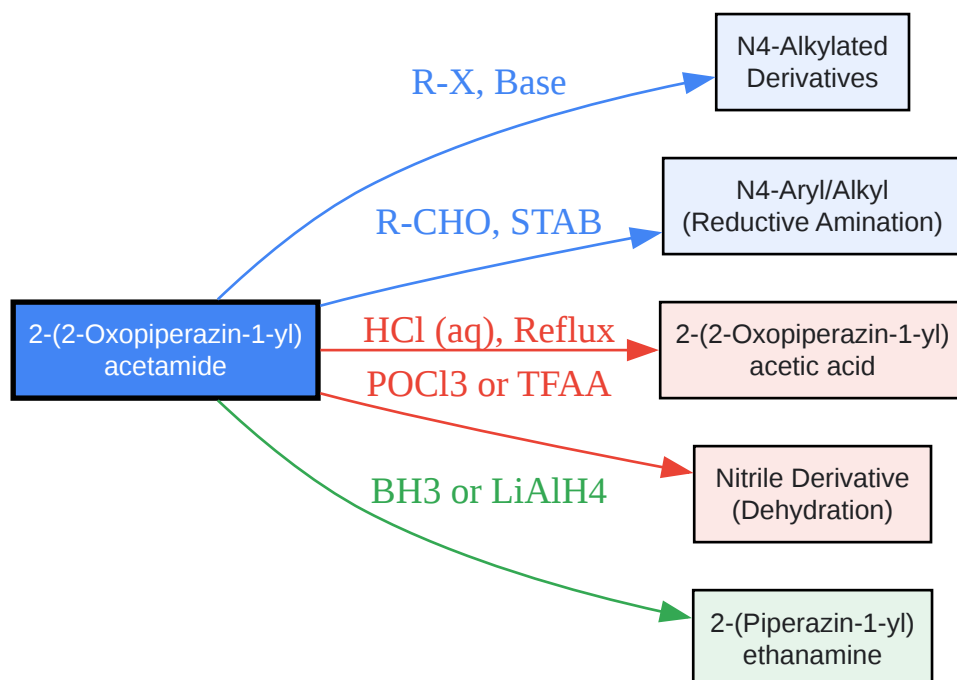 N4-Alkylated
Derivatives
R-X, Base
N4-Aryl/Alkyl
(Reductive Amination)
R-CHO, STAB
2-(2-Oxopiperazin-1-yl)
acetamide
HCl (aq), Reflux
2-(2-Oxopiperazin-1-yl)
acetic acid
POCl3 or TFAA
Nitrile Derivative
(Dehydration)
BH3 or LiAlH4
2-(Piperazin-1-yl)
ethanamine